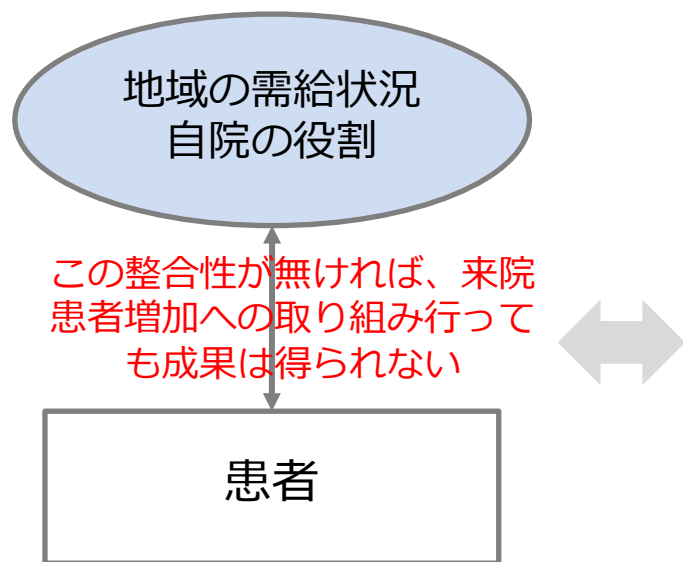 地域の需給状況
自院の役割
この整合性が無ければ、来院
患者増加への取り組み行って
も成果は得られない
患者